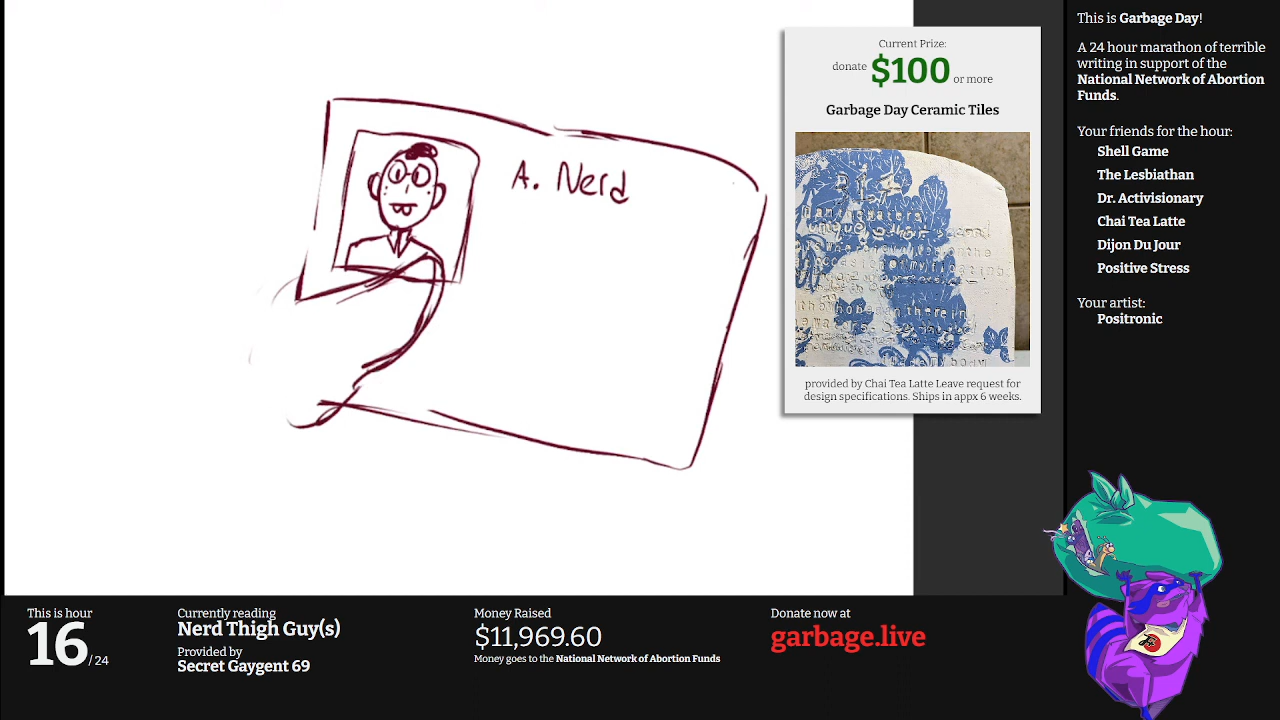 A. Nerd
Current Prize:
donate $100 or more
Garbage Day Ceramic Tiles
provided by Chai Tea Latte Leave request for
design specifications. Ships in appx 6 weeks.
This is Garbage Day!
A 24 hour marathon of terrible
writing in support of the
National Network of Abortion
Funds.
Your friends for the hour:
Shell Game
The Lesbiathan
Dr. Activisionary
Chai Tea Latte
Dijon Du Jour
Positive Stress
Your artist:
Positronic
This is hour
16/24
Currently reading
Nerd Thigh Guy(s)
Provided by
Secret Gaygent 69
Money Raised
$11,969.60
Money goes to the National Network of Abortion Funds
Donate now at
garbage.live